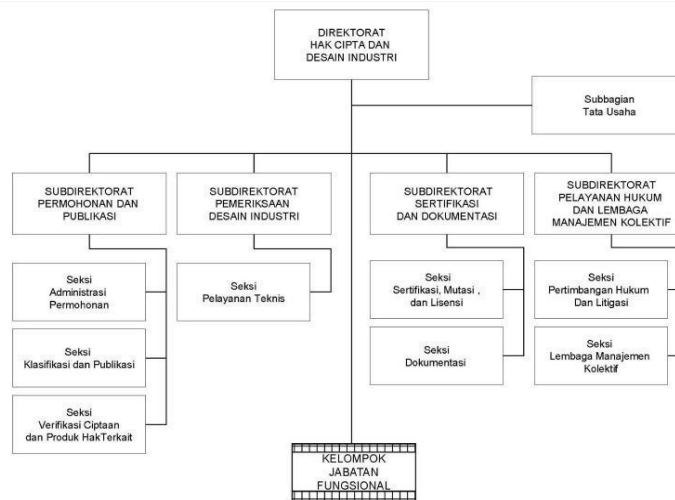 DIREKTORAT
HAK CIPTA DAN
DESAIN INDUSTRI
Subbagian
Tata Usaha
SUBDIREKTORAT
PERMOHONAN DAN
PUBLIKASI
SUBDIREKTORAT
PEMERIKSAAN
DESAIN INDUSTRI
SUBDIREKTORAT
SERTIFIKASI
DAN DOKUMENTASI
SUBDIREKTORAT
PELAYANAN HUKUM
DAN LEMBAGA
MANAJEMEN KOLEKTIF
Seksi
Administrasi
Permohonan
Seksi
Pelayanan Teknis
Seksi
Sertifikasi, Mutasi ,
dan Lisensi
Seksi
Pertimbangan Hukum
Dan Litigasi
Seksi
Klasifikasi dan Publikasi
Seksi
Dokumentasi
Seksi
Lembaga Manajemen
Kolektif
Seksi
Verifikasi Ciptaan
dan Produk HakTerkait
KELOMPOK
JABATAN
FUNGSIONAL